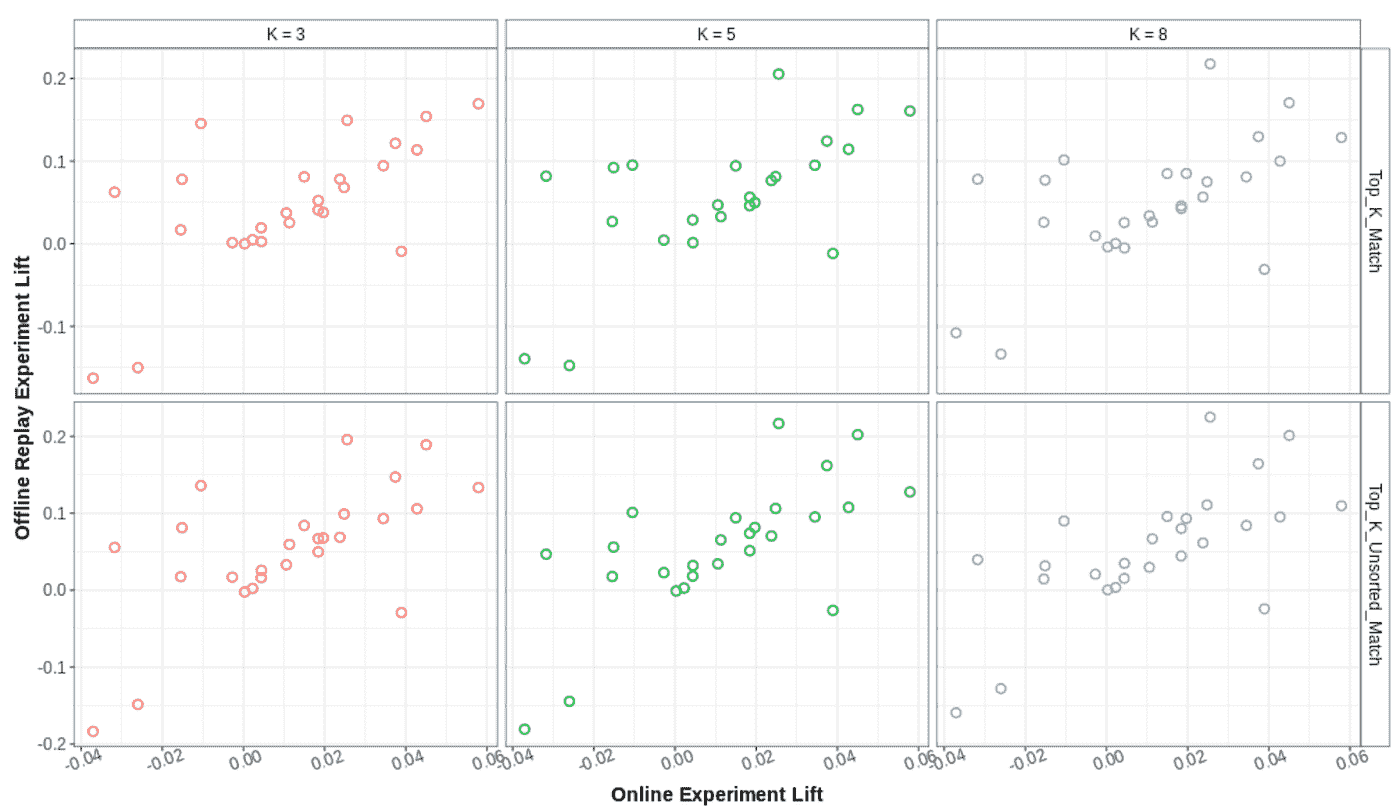 K = 3
K = 5
K = 8
0.2
0.1
0.0
-0.1
Top_K_Match
Offline Replay Experiment Lift
0.2
0.1
0.0
-0.1
-0.2
Top_K_Unsorted_Match
-0.04 -0.02 0.00 0.02 0.04 0.06
-0.04 -0.02 0.00 0.02 0.04 0.06
-0.04 -0.02 0.00 0.02 0.04 0.06
Online Experiment Lift